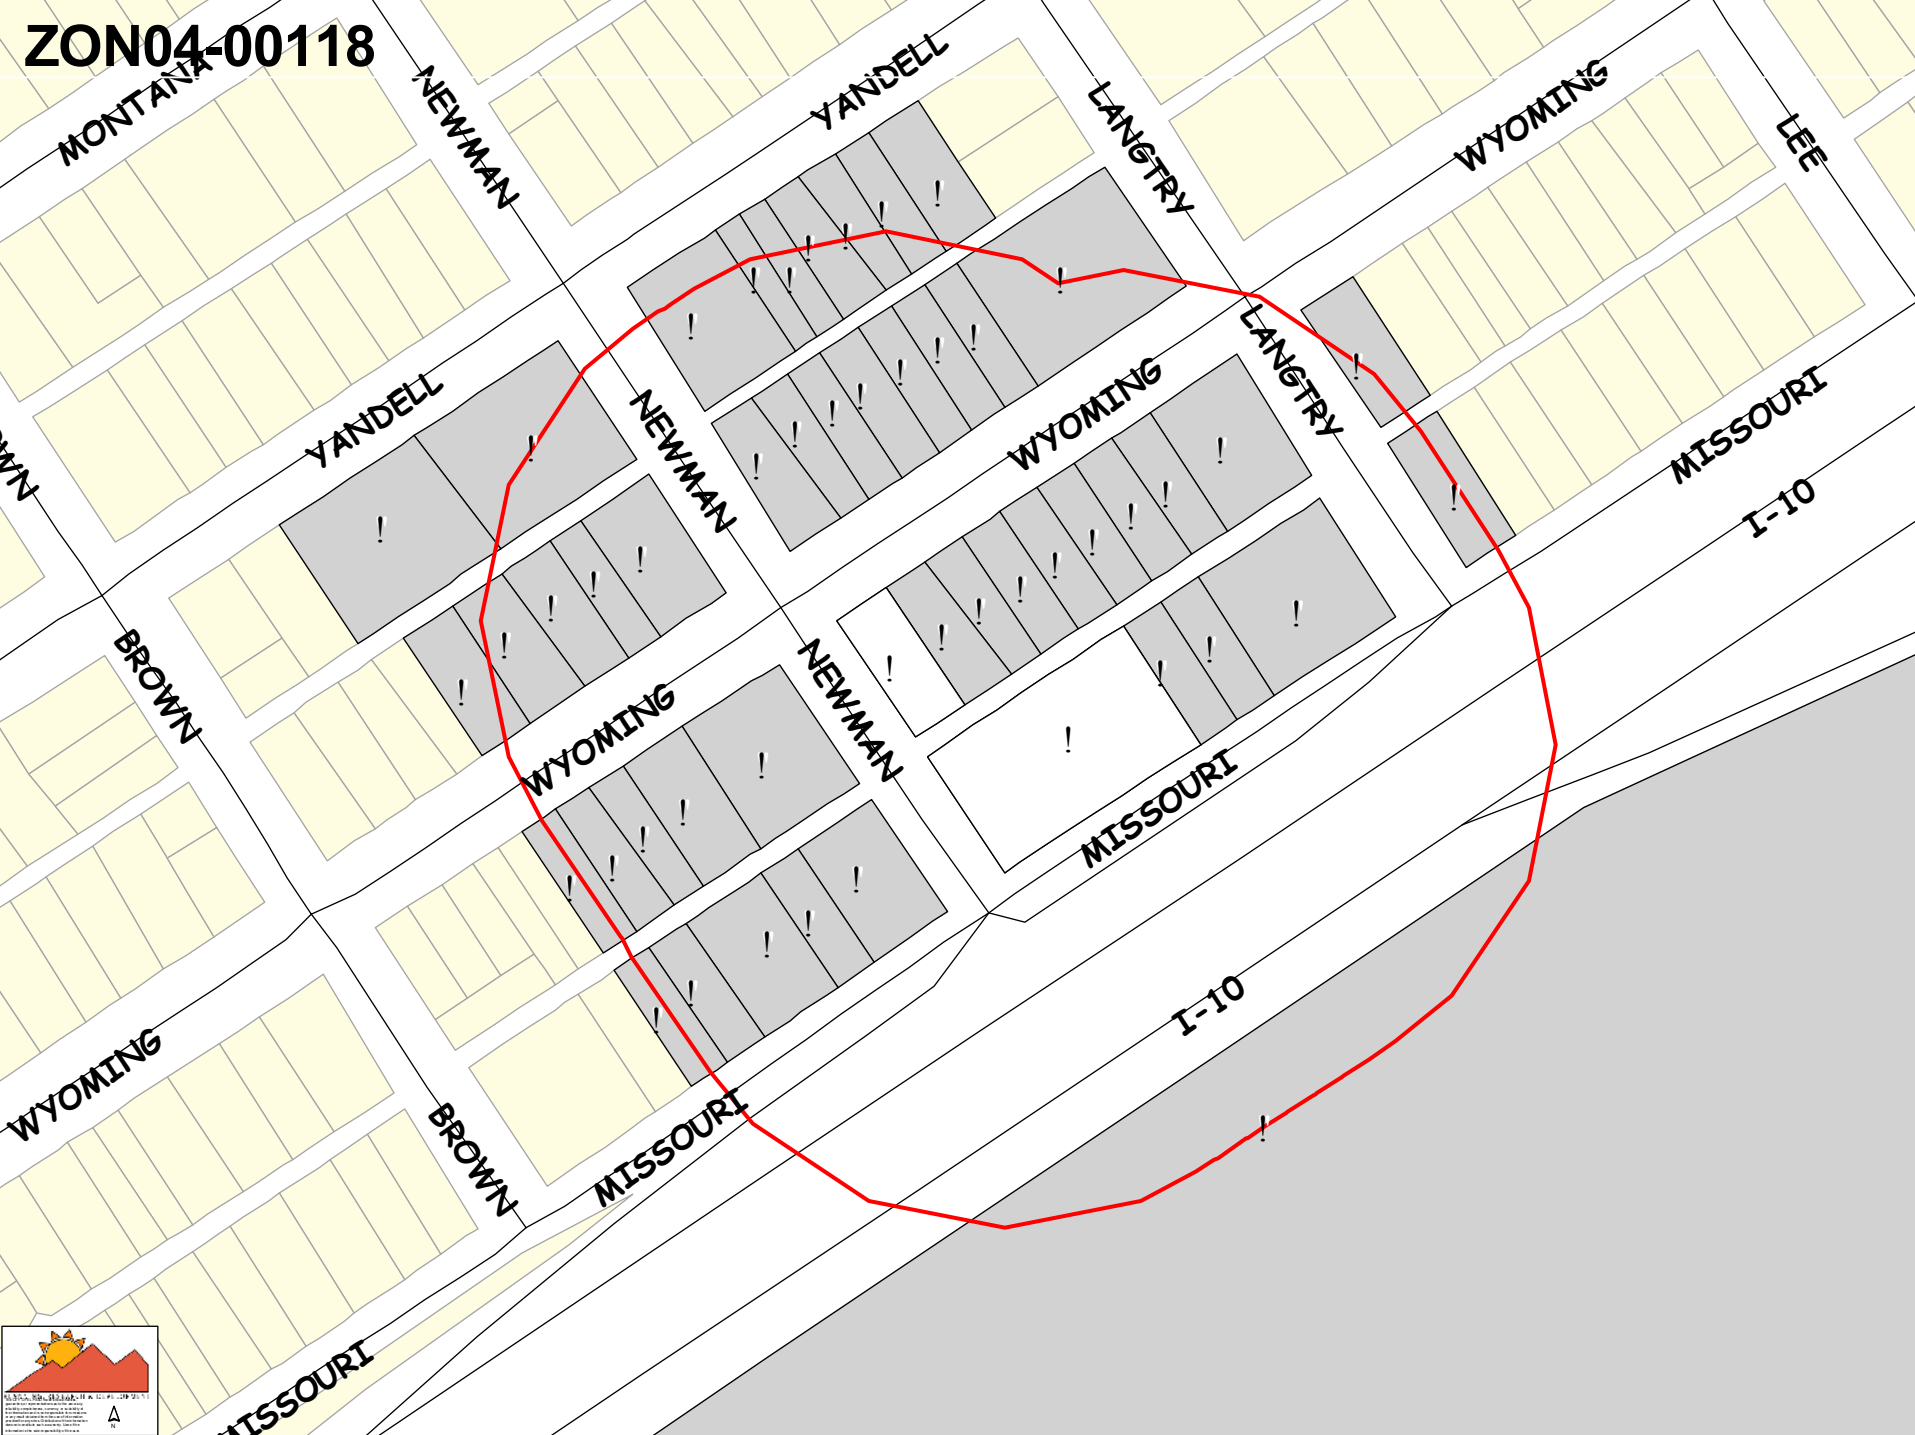 ZON04-00118
MONTANA
NEWMAN
YANDELL
LANGTRY
WYOMING
LEE
YANDELL
NEWMAN
WYOMING
LANGTRY
MISSOURI
I-10
BROWN
WYOMING
NEWMAN
MISSOURI
I-10
WYOMING
BROWN
MISSOURI
MISSOURI
N